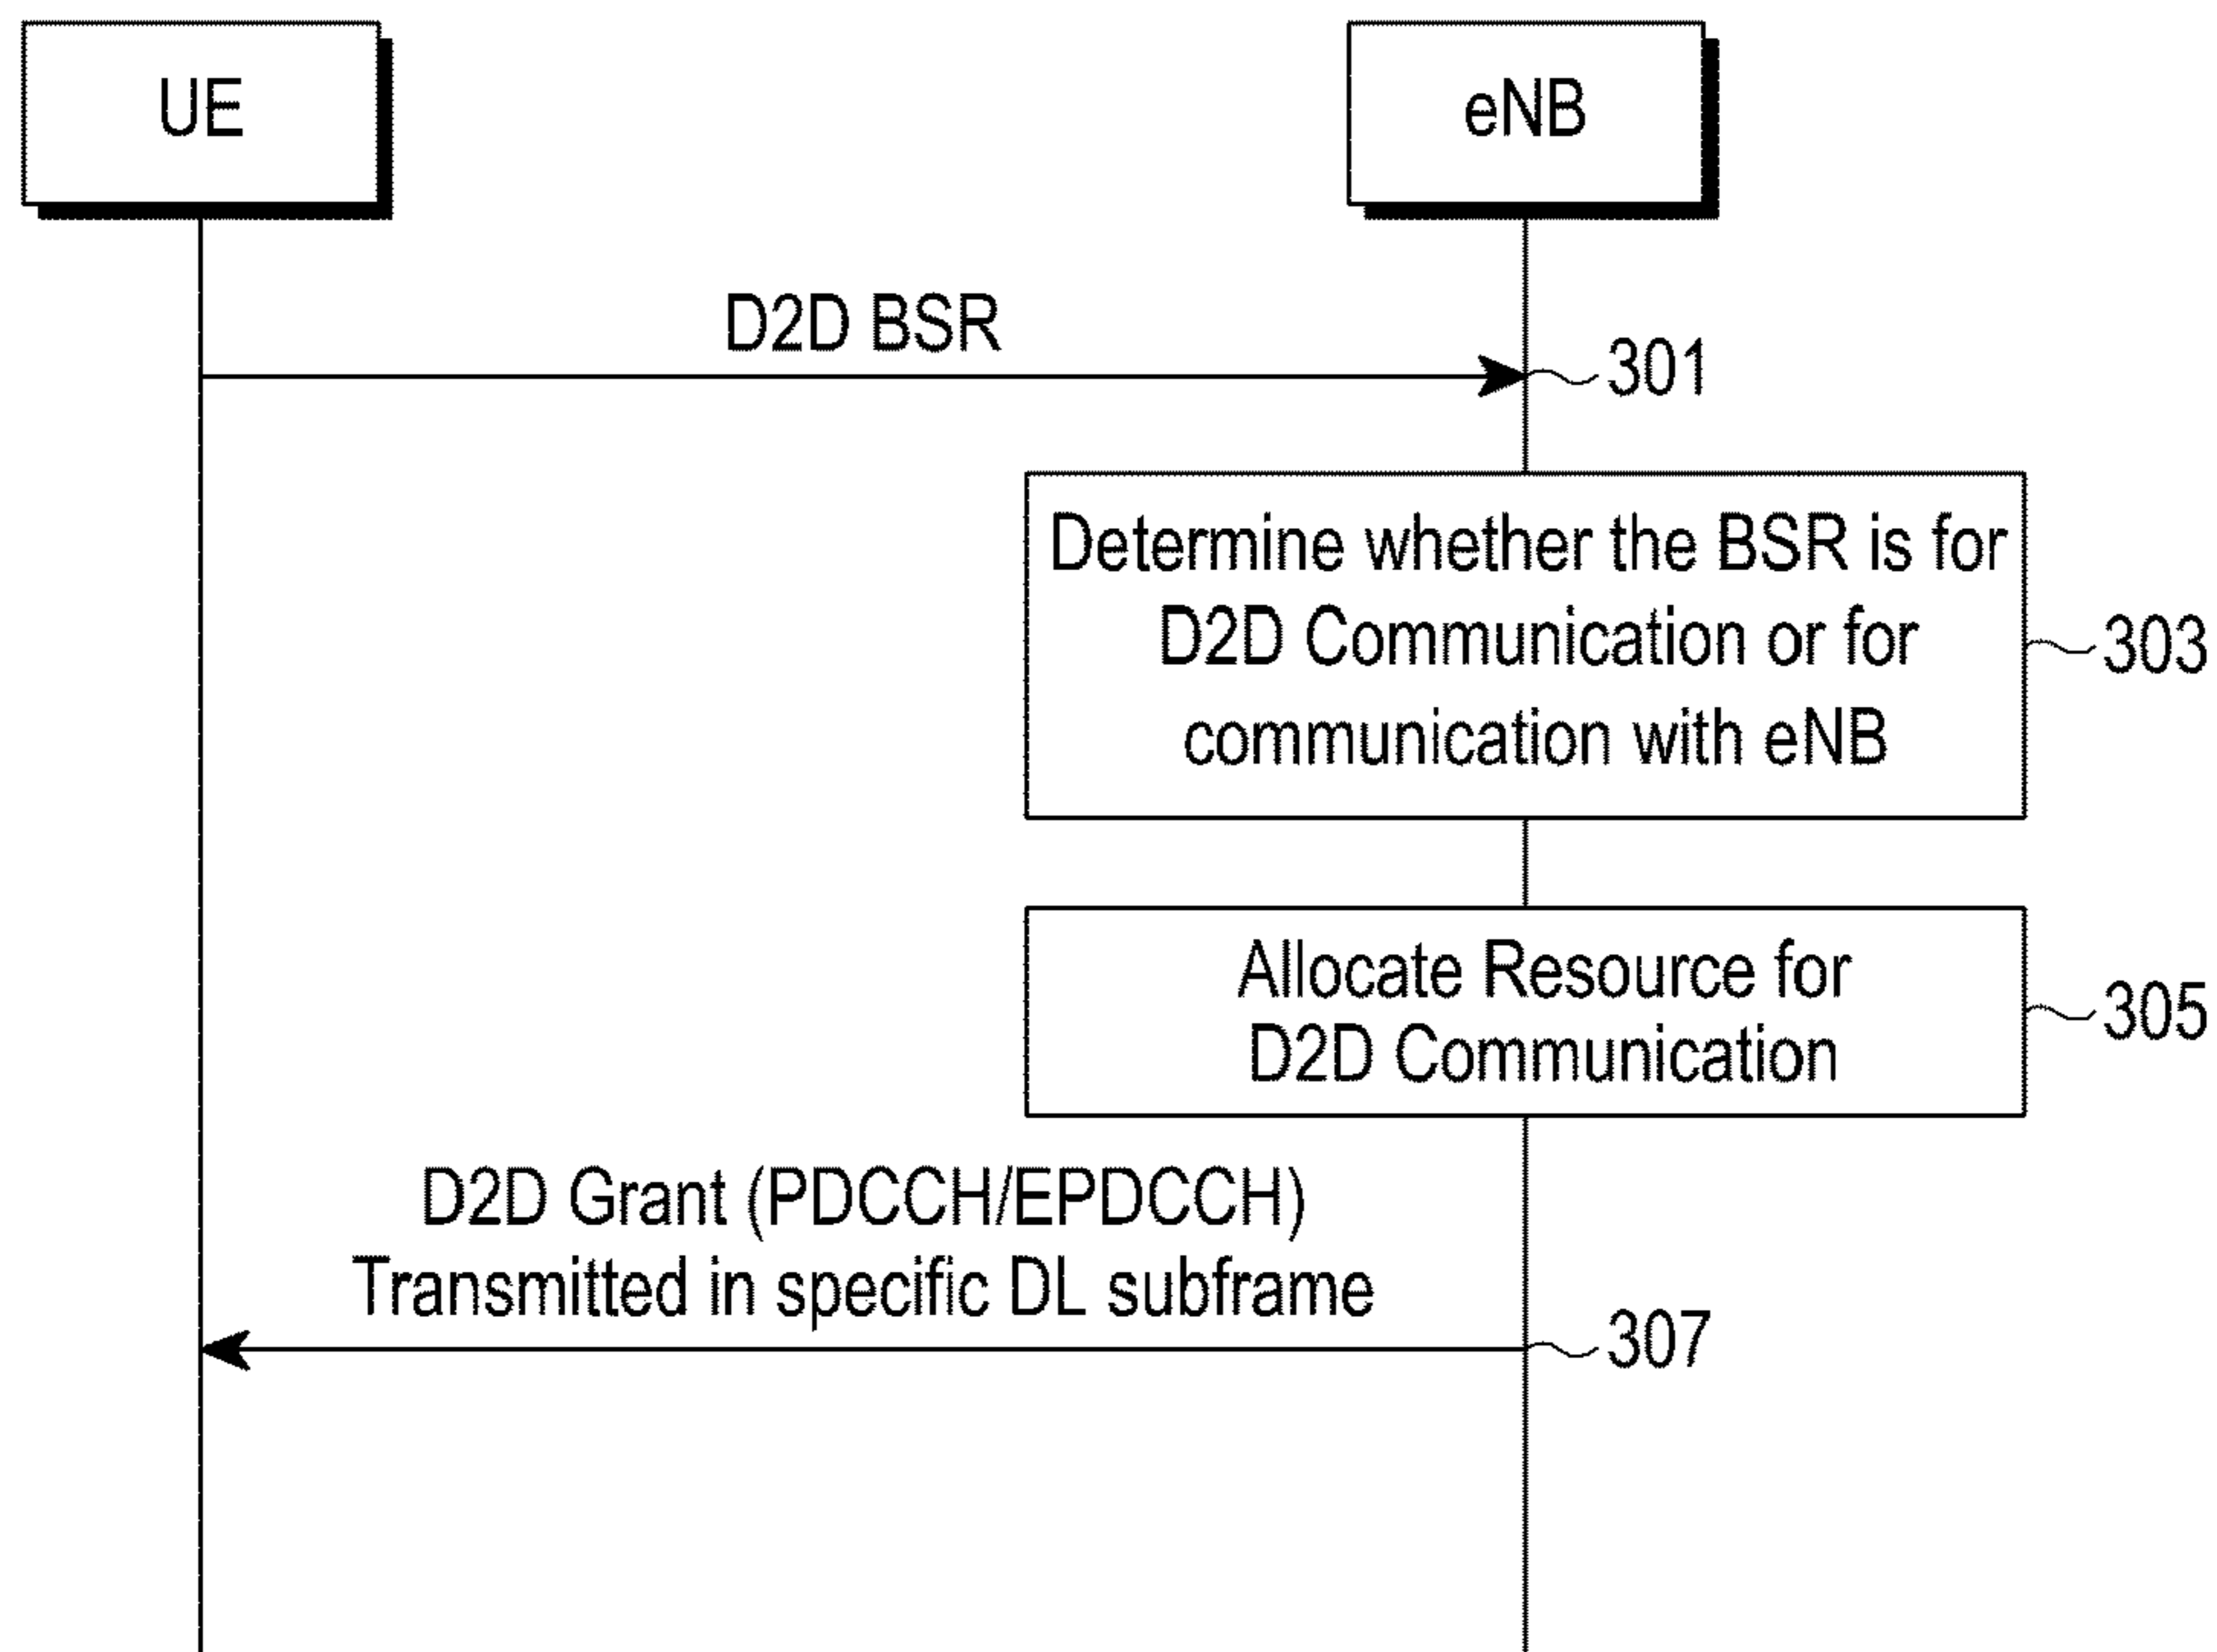 UE
eNB
D2D BSR
301
Determine whether the BSR is for
D2D Communication or for
communication with eNB
303
Allocate Resource for
D2D Communication
305
D2D Grant (PDCCH/EPDCCH)
Transmitted in specific DL subframe
307